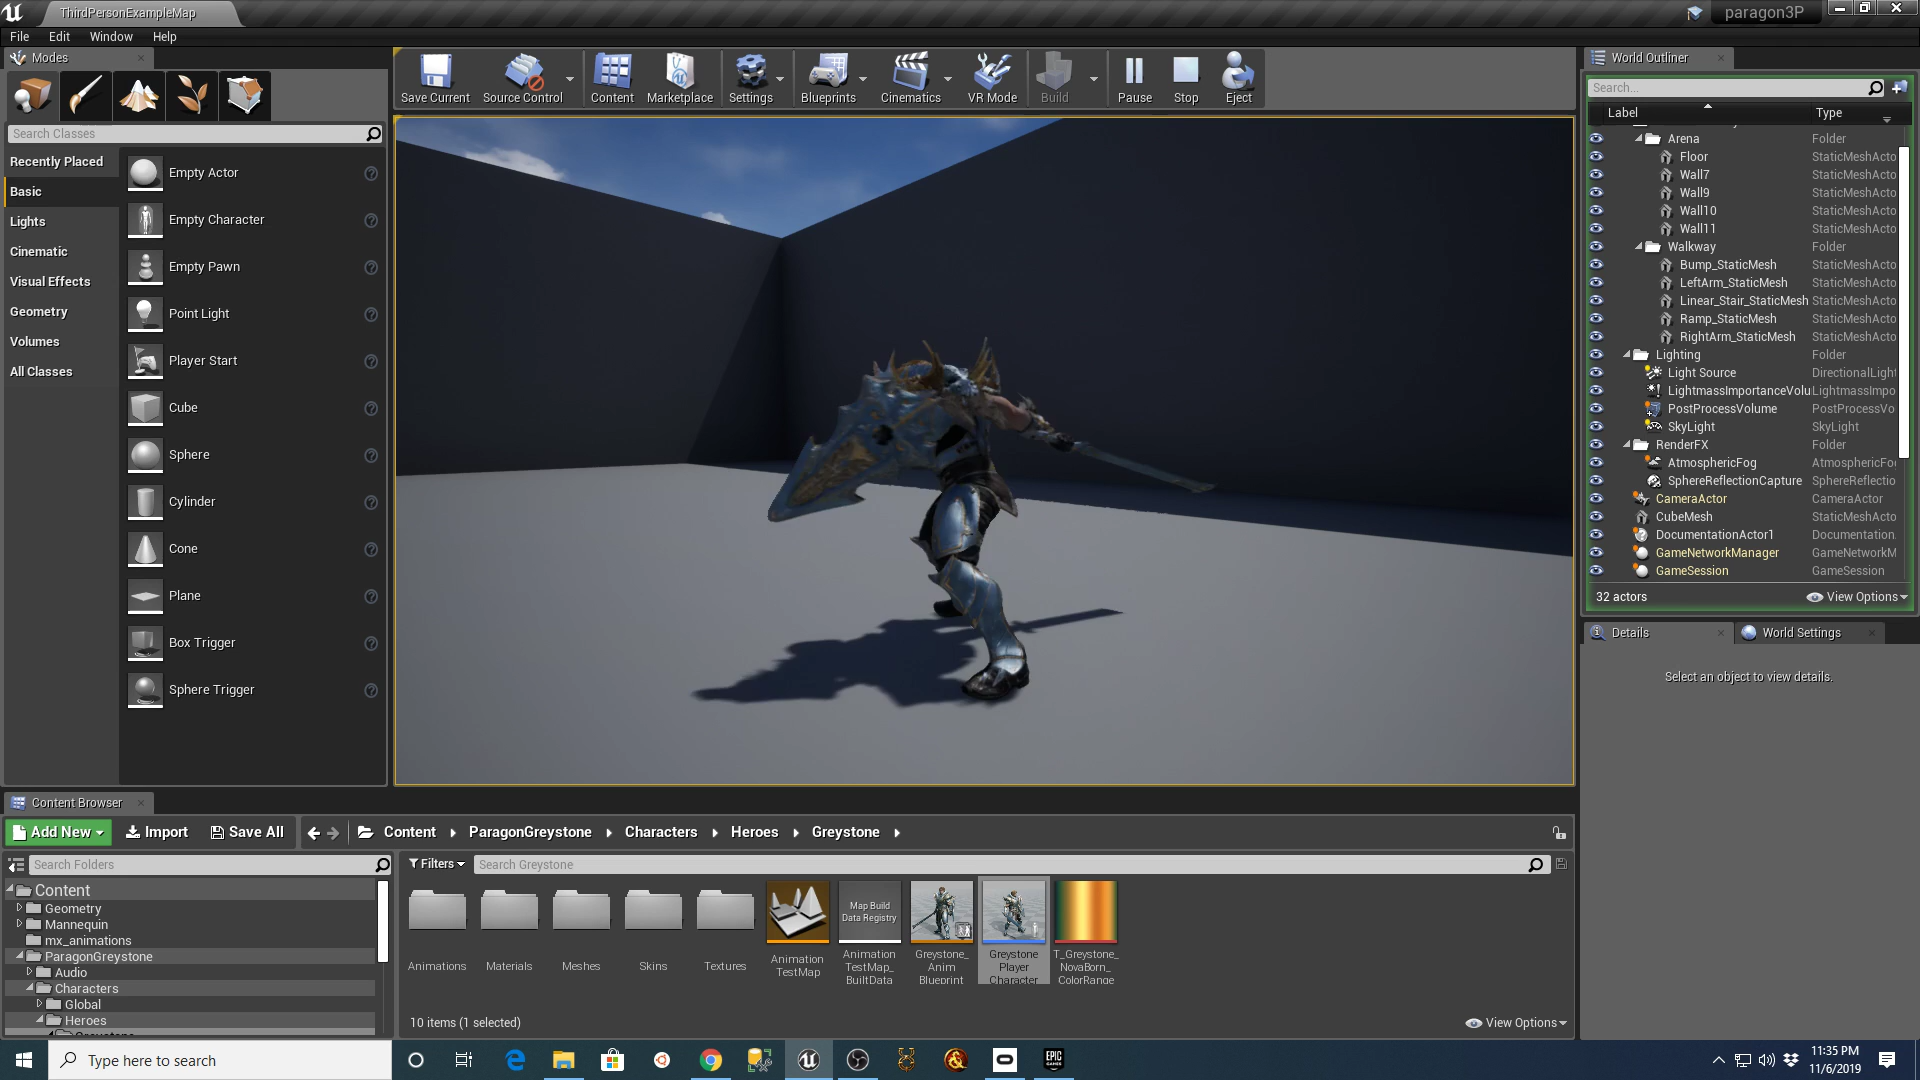 ThirdPersonExampleMap
paragon3P
File Edit Window Help
Modes
Search Classes
Recently Placed
Basic
Lights
Cinematic
Visual Effects
Geometry
Volumes
All Classes
Empty Actor
Empty Character
Empty Pawn
Point Light
Player Start
Cube
Sphere
Cylinder
Cone
Plane
Box Trigger
Sphere Trigger
Save Current Source Control Content Marketplace Settings Blueprints Cinematics VR Mode Build Pause Stop Eject
World Outliner
Search...
Label Type
Arena Folder
Floor StaticMeshActo
Wall7 StaticMeshActo
Wall9 StaticMeshActo
Wall10 StaticMeshActo
Wall11 StaticMeshActo
Walkway Folder
Bump_StaticMesh StaticMeshActo
LeftArm_StaticMesh StaticMeshActo
Linear_Stair_StaticMesh StaticMeshActo
Ramp_StaticMesh StaticMeshActo
RightArm_StaticMesh StaticMeshActo
Lighting Folder
Light Source DirectionalLight
LightmassImportanceVolu LightmassImpo
PostProcessVolume PostProcessVo
SkyLight SkyLight
RenderFX Folder
AtmosphericFog AtmosphericFo
SphereReflectionCapture SphereReflectio
CameraActor CameraActor
CubeMesh StaticMeshActo
DocumentationActor1 Documentation
GameNetworkManager GameNetworkM
GameSession GameSession
32 actors View Options
Details World Settings
Select an object to view details.
Content Browser
Add New Import Save All Content ParagonGreystone Characters Heroes Greystone
Search Folders
Content
Geometry
Mannequin
mx_animations
ParagonGreystone
Audio
Characters
Global
Heroes
Greystone
Filters Search Greystone
Map Build
Data Registry
Animations
Materials
Meshes
Skins
Textures
Animation
TestMap
Animation
TestMap_
BuiltData
Greystone_
Anim
Blueprint
Greystone
Player
Character
T_Greystone_
NovaBorn_
ColorRange
10 items (1 selected) View Options
Type here to search
EPIC
GAMES
11:35 PM
11/6/2019